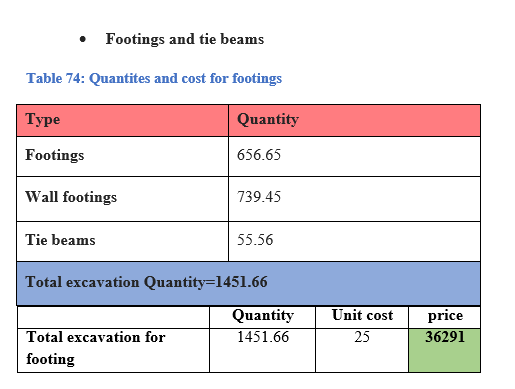 • Footings and tie beams
Table 74: Quantites and cost for footings
Type Quantity
Footings 656.65
Wall footings 739.45
Tie beams 55.56
Total excavation Quantity=1451.66
Quantity Unit cost price
Total excavation for 1451.66 25 36291
footing